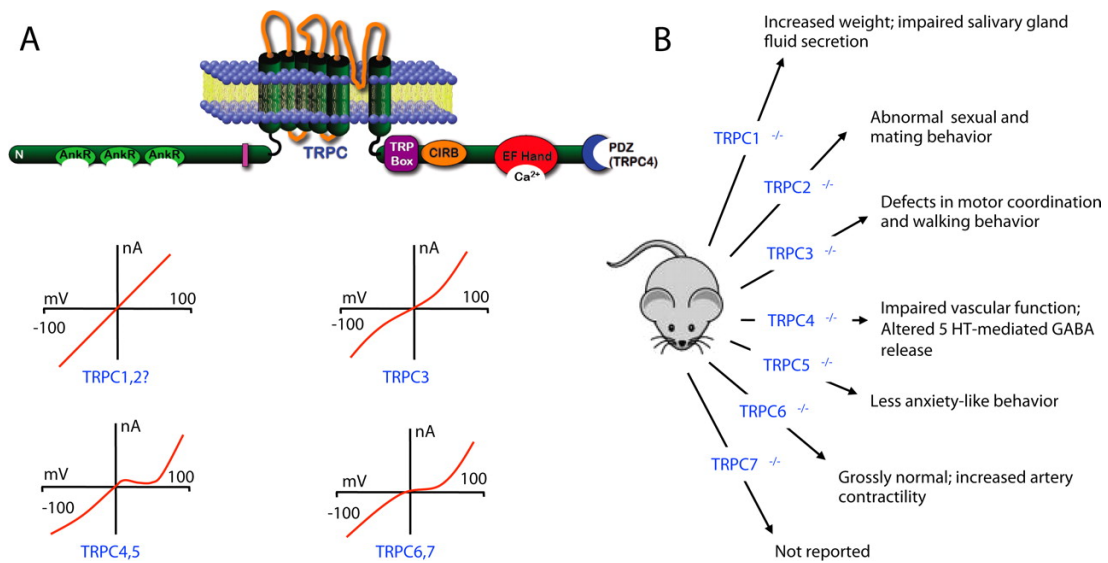 A
N
AnkR
AnkR
AnkR
TRPC
TRP
Box
CIRB
EF Hand
Ca2+
PDZ
(TRPC4)
nA
mV
100
-100
TRPC1,2?
nA
mV
100
-100
TRPC3
nA
mV
100
-100
TRPC4,5
nA
mV
100
-100
TRPC6,7
B
Increased weight; impaired salivary gland
fluid secretion
TRPC1 -/-
Abnormal sexual and
mating behavior
TRPC2 -/-
Defects in motor coordination
and walking behavior
TRPC3 -/-
Impaired vascular function;
Altered 5 HT-mediated GABA
release
TRPC4 -/-
TRPC5 -/-
Less anxiety-like behavior
TRPC6 -/-
Grossly normal; increased artery
contractility
TRPC7 -/-
Not reported